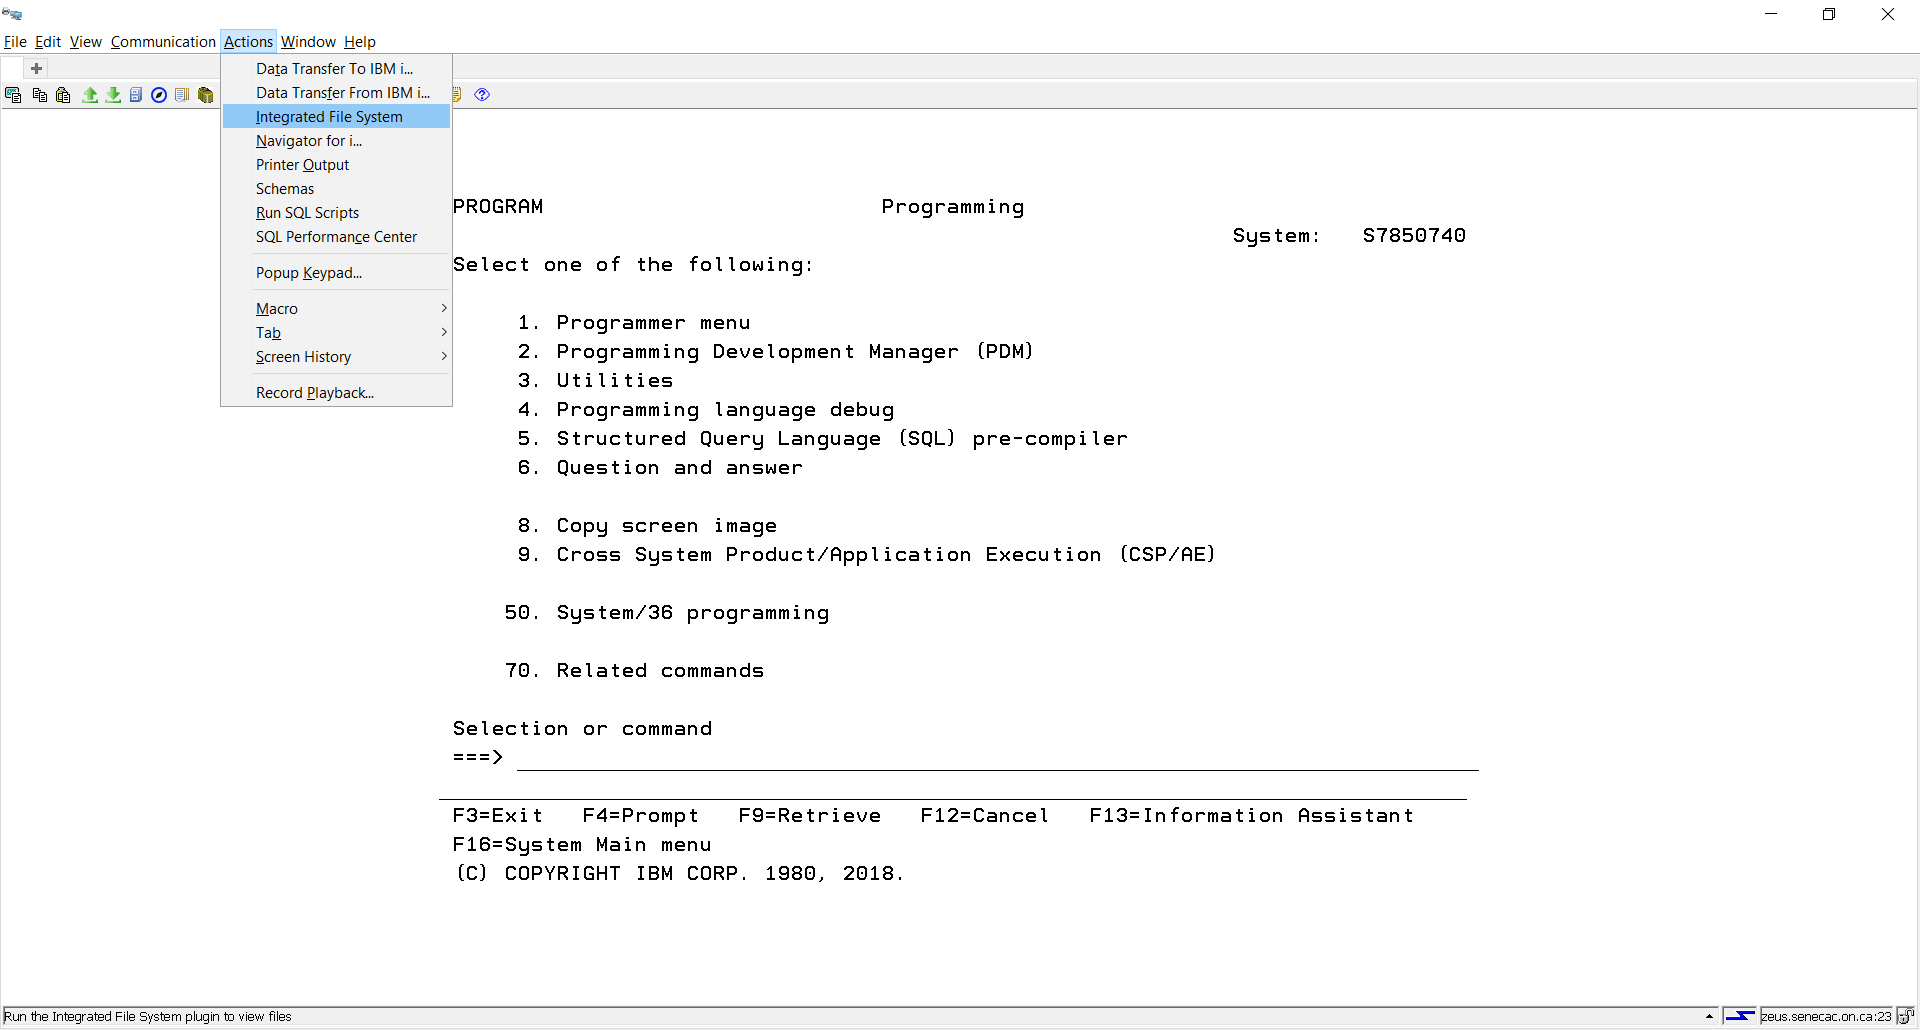 File Edit View Communication Actions Window Help
Data Transfer To IBM i...
Data Transfer From IBM i...
Integrated File System
Navigator for i...
Printer Output
Schemas
Run SQL Scripts
SQL Performance Center
Popup Keypad...
Macro
Tab
Screen History
Record Playback...
PROGRAM Programming
System: S7850740
Select one of the following:
1. Programmer menu
2. Programming Development Manager (PDM)
3. Utilities
4. Programming language debug
5. Structured Query Language (SQL) pre-compiler
6. Question and answer
8. Copy screen image
9. Cross System Product/Application Execution (CSP/AE)
50. System/36 programming
70. Related commands
Selection or command
===>
F3=Exit F4=Prompt F9=Retrieve F12=Cancel F13=Information Assistant
F16=System Main menu
(C) COPYRIGHT IBM CORP. 1980, 2018.
Run the Integrated File System plugin to view files
zeus.senecac.on.ca:23